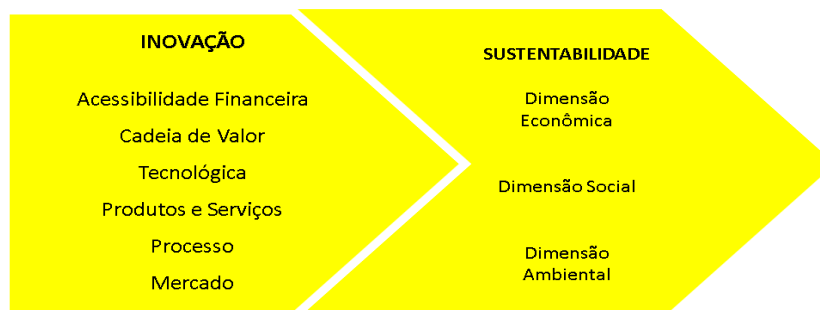 INOVAÇÃO
Acessibilidade Financeira
Cadeia de Valor
Tecnológica
Produtos e Serviços
Processo
Mercado
SUSTENTABILIDADE
Dimensão
Econômica
Dimensão Social
Dimensão
Ambiental